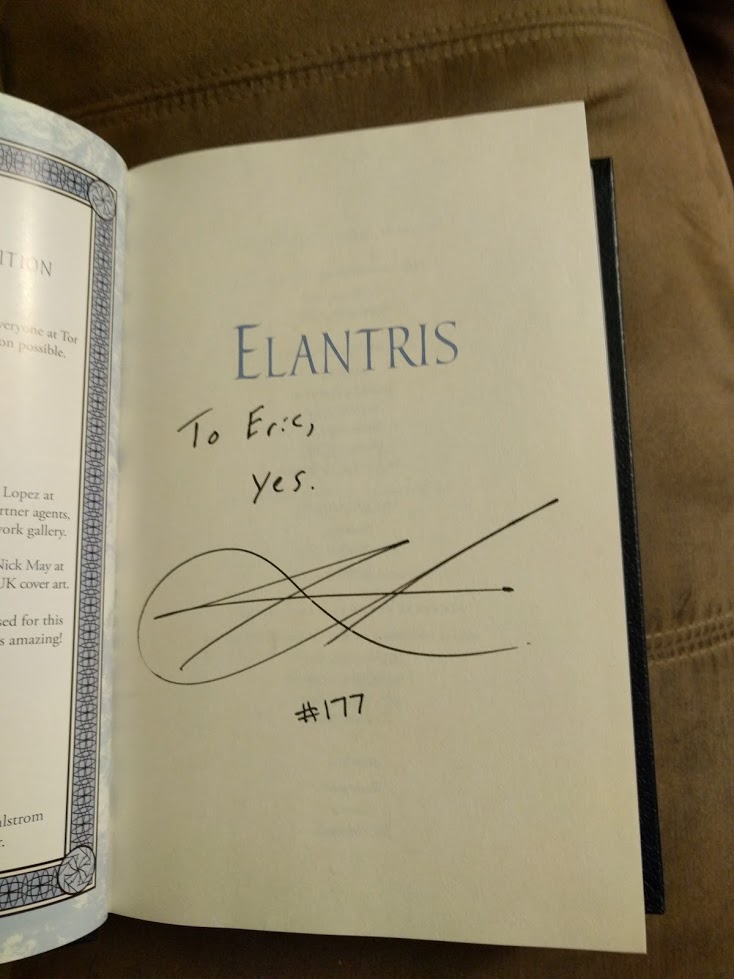 ITION
veryone at Tor
on possible.
Lopez at
rtner agents,
ork gallery.
Nick May at
UK cover art.
sed for this
s amazing!
lstrom
r.
ELANTRIS
To Eric,
yes.
#177